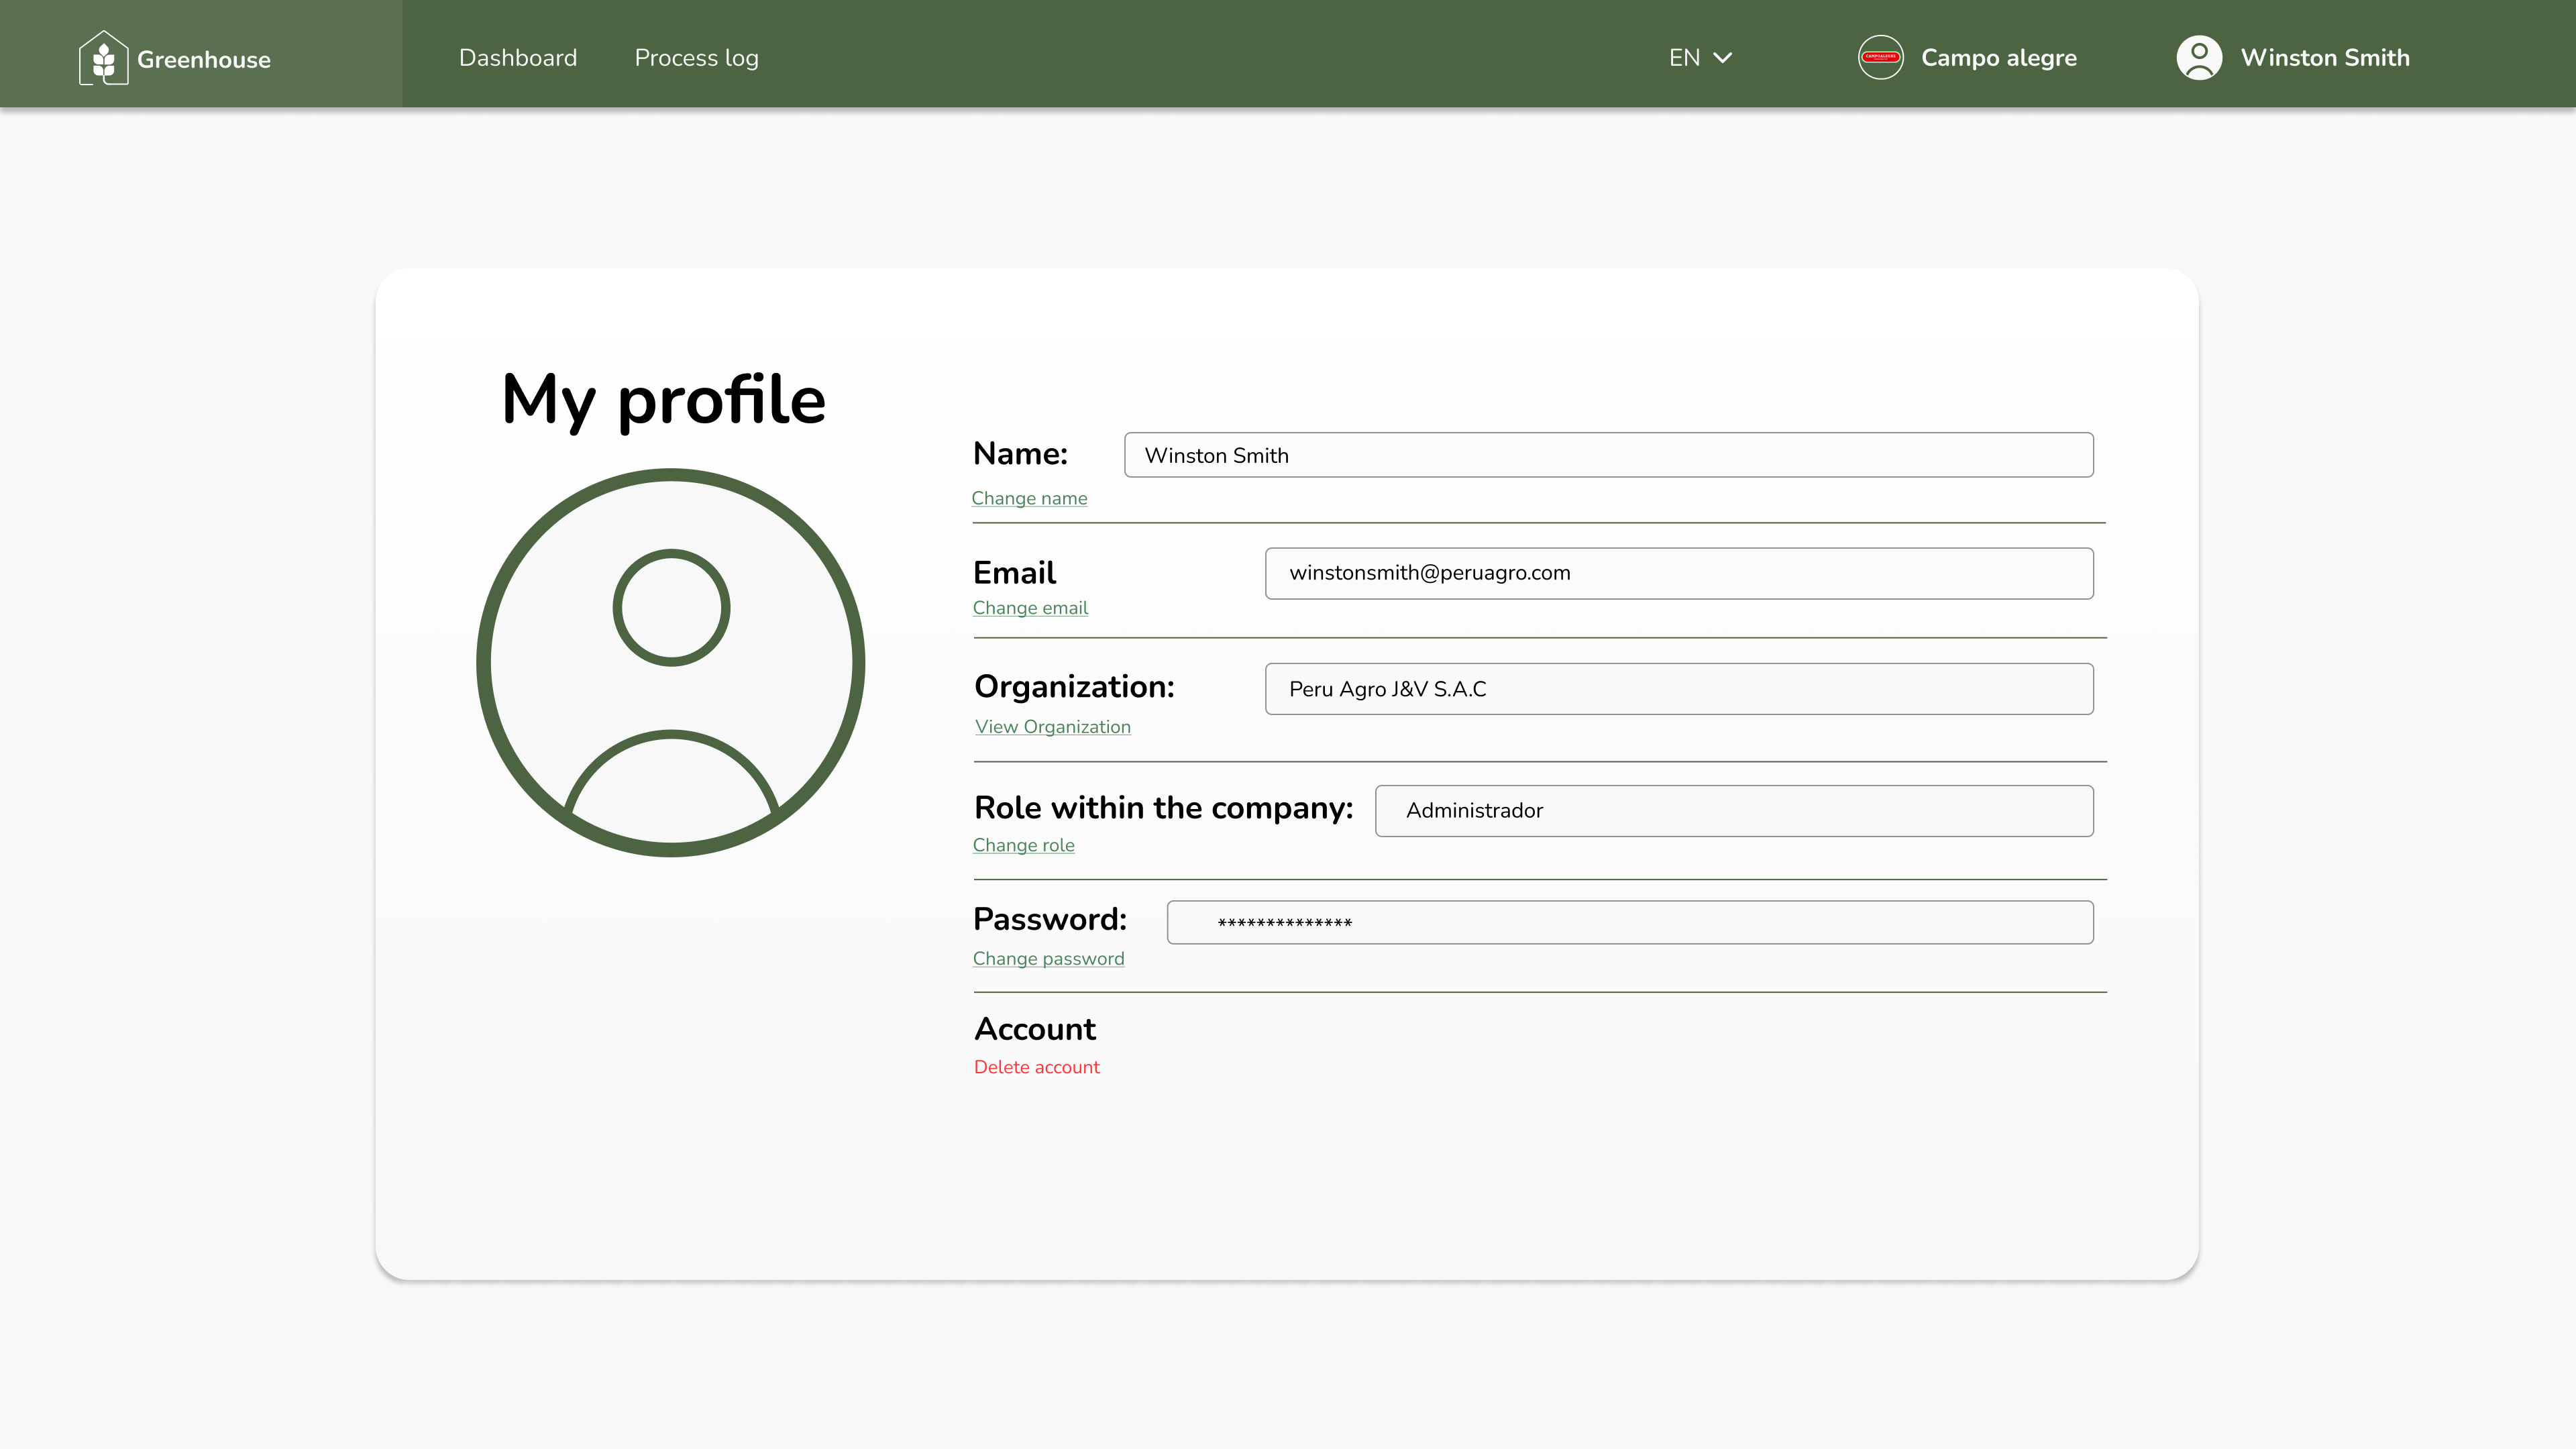 Greenhouse
Dashboard
Process log
EN
CAMPOALEGRE
Campo alegre
Winston Smith
My profile
Name:
Winston Smith
Change name
Email
winstonsmith@peruagro.com
Change email
Organization:
Peru Agro J&V S.A.C
View Organization
Role within the company:
Administrador
Change role
Password:
**************
Change password
Account
Delete account